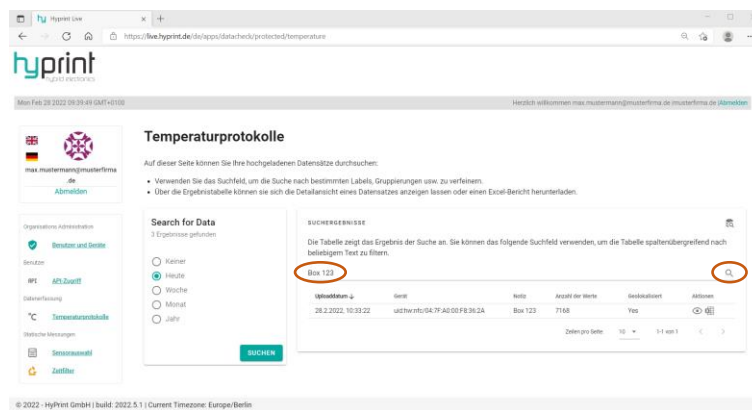 Hyprint Live
https://live.hyprint.de/de/apps/datacheck/protected/temperature
hyprint
hybrid electronics
Mon Feb 28 2022 09:39:49 GMT+0100
Herzlich willkommen max.mustermann@musterfirma.de (musterfirma.de )Abmelden
max.mustermann@musterfirma
.de
Abmelden
Organisations Administration
Benutzer und Geräte
Benutzer
API
API-Zugriff
Datenerfassung
°C
Temperaturprotokolle
Statische Messungen
Sensorauswahl
Zeitfilter
Temperaturprotokolle
Auf dieser Seite können Sie Ihre hochgeladenen Datensätze durchsuchen:
• Verwenden Sie das Suchfeld, um die Suche nach bestimmten Labels, Gruppierungen usw. zu verfeinern.
• Über die Ergebnistabelle können sie sich die Detailansicht eines Datensatzes anzeigen lassen oder einen Excel-Bericht herunterladen.
Search for Data
3 Ergebnisse gefunden
Keiner
Heute
Woche
Monat
Jahr
SUCHEN
SUCHERGEBNISSE
Die Tabelle zeigt das Ergebnis der Suche an. Sie können das folgende Suchfeld verwenden, um die Tabelle spaltenübergreifend nach
beliebigem Text zu filtern.
Box 123
Uploaddatum ↓ Gerät Notiz Anzahl der Werte Geolokalisiert Aktionen
28.2.2022, 10:33:22 uid:hw:nfc/04:7F:A0:00:F8:36:2A Box 123 7168 Yes
Zeilen pro Seite: 10 1-1 von 1
© 2022 - HyPrint GmbH | build: 2022.5.1 | Current Timezone: Europe/Berlin